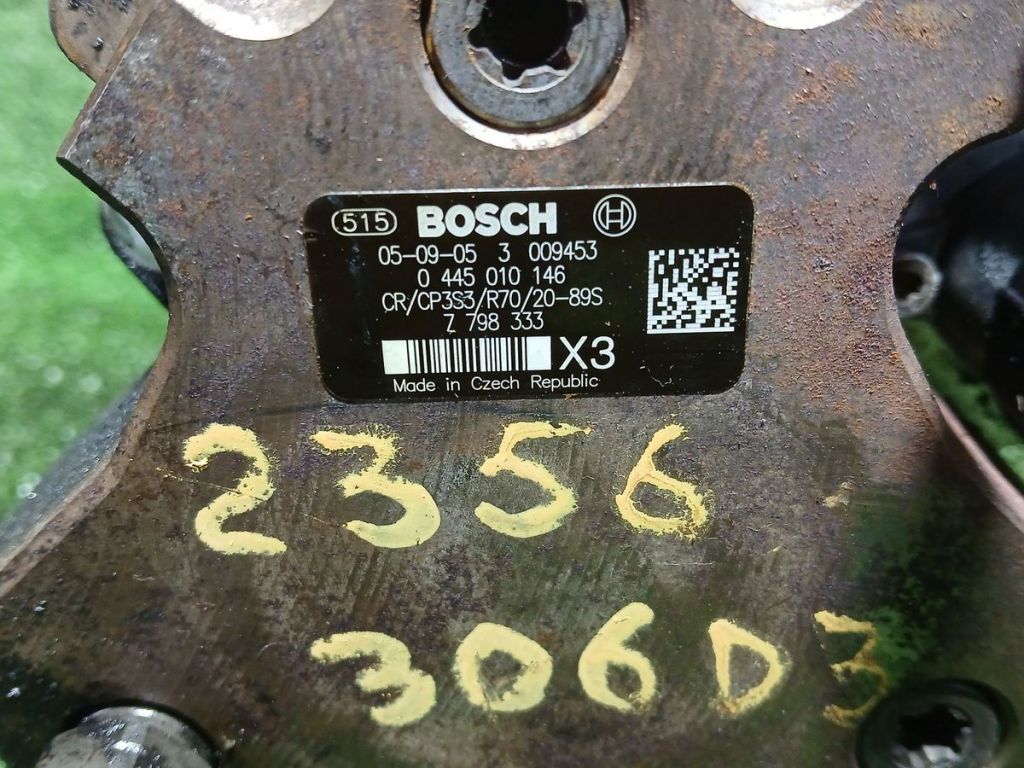 515 BOSCH
05-09-05 3 009453
0 445 010 146
CR/CP3S3/R70/20-89S
7 798 333
X3
Made in Czech Republic
2356
306D3